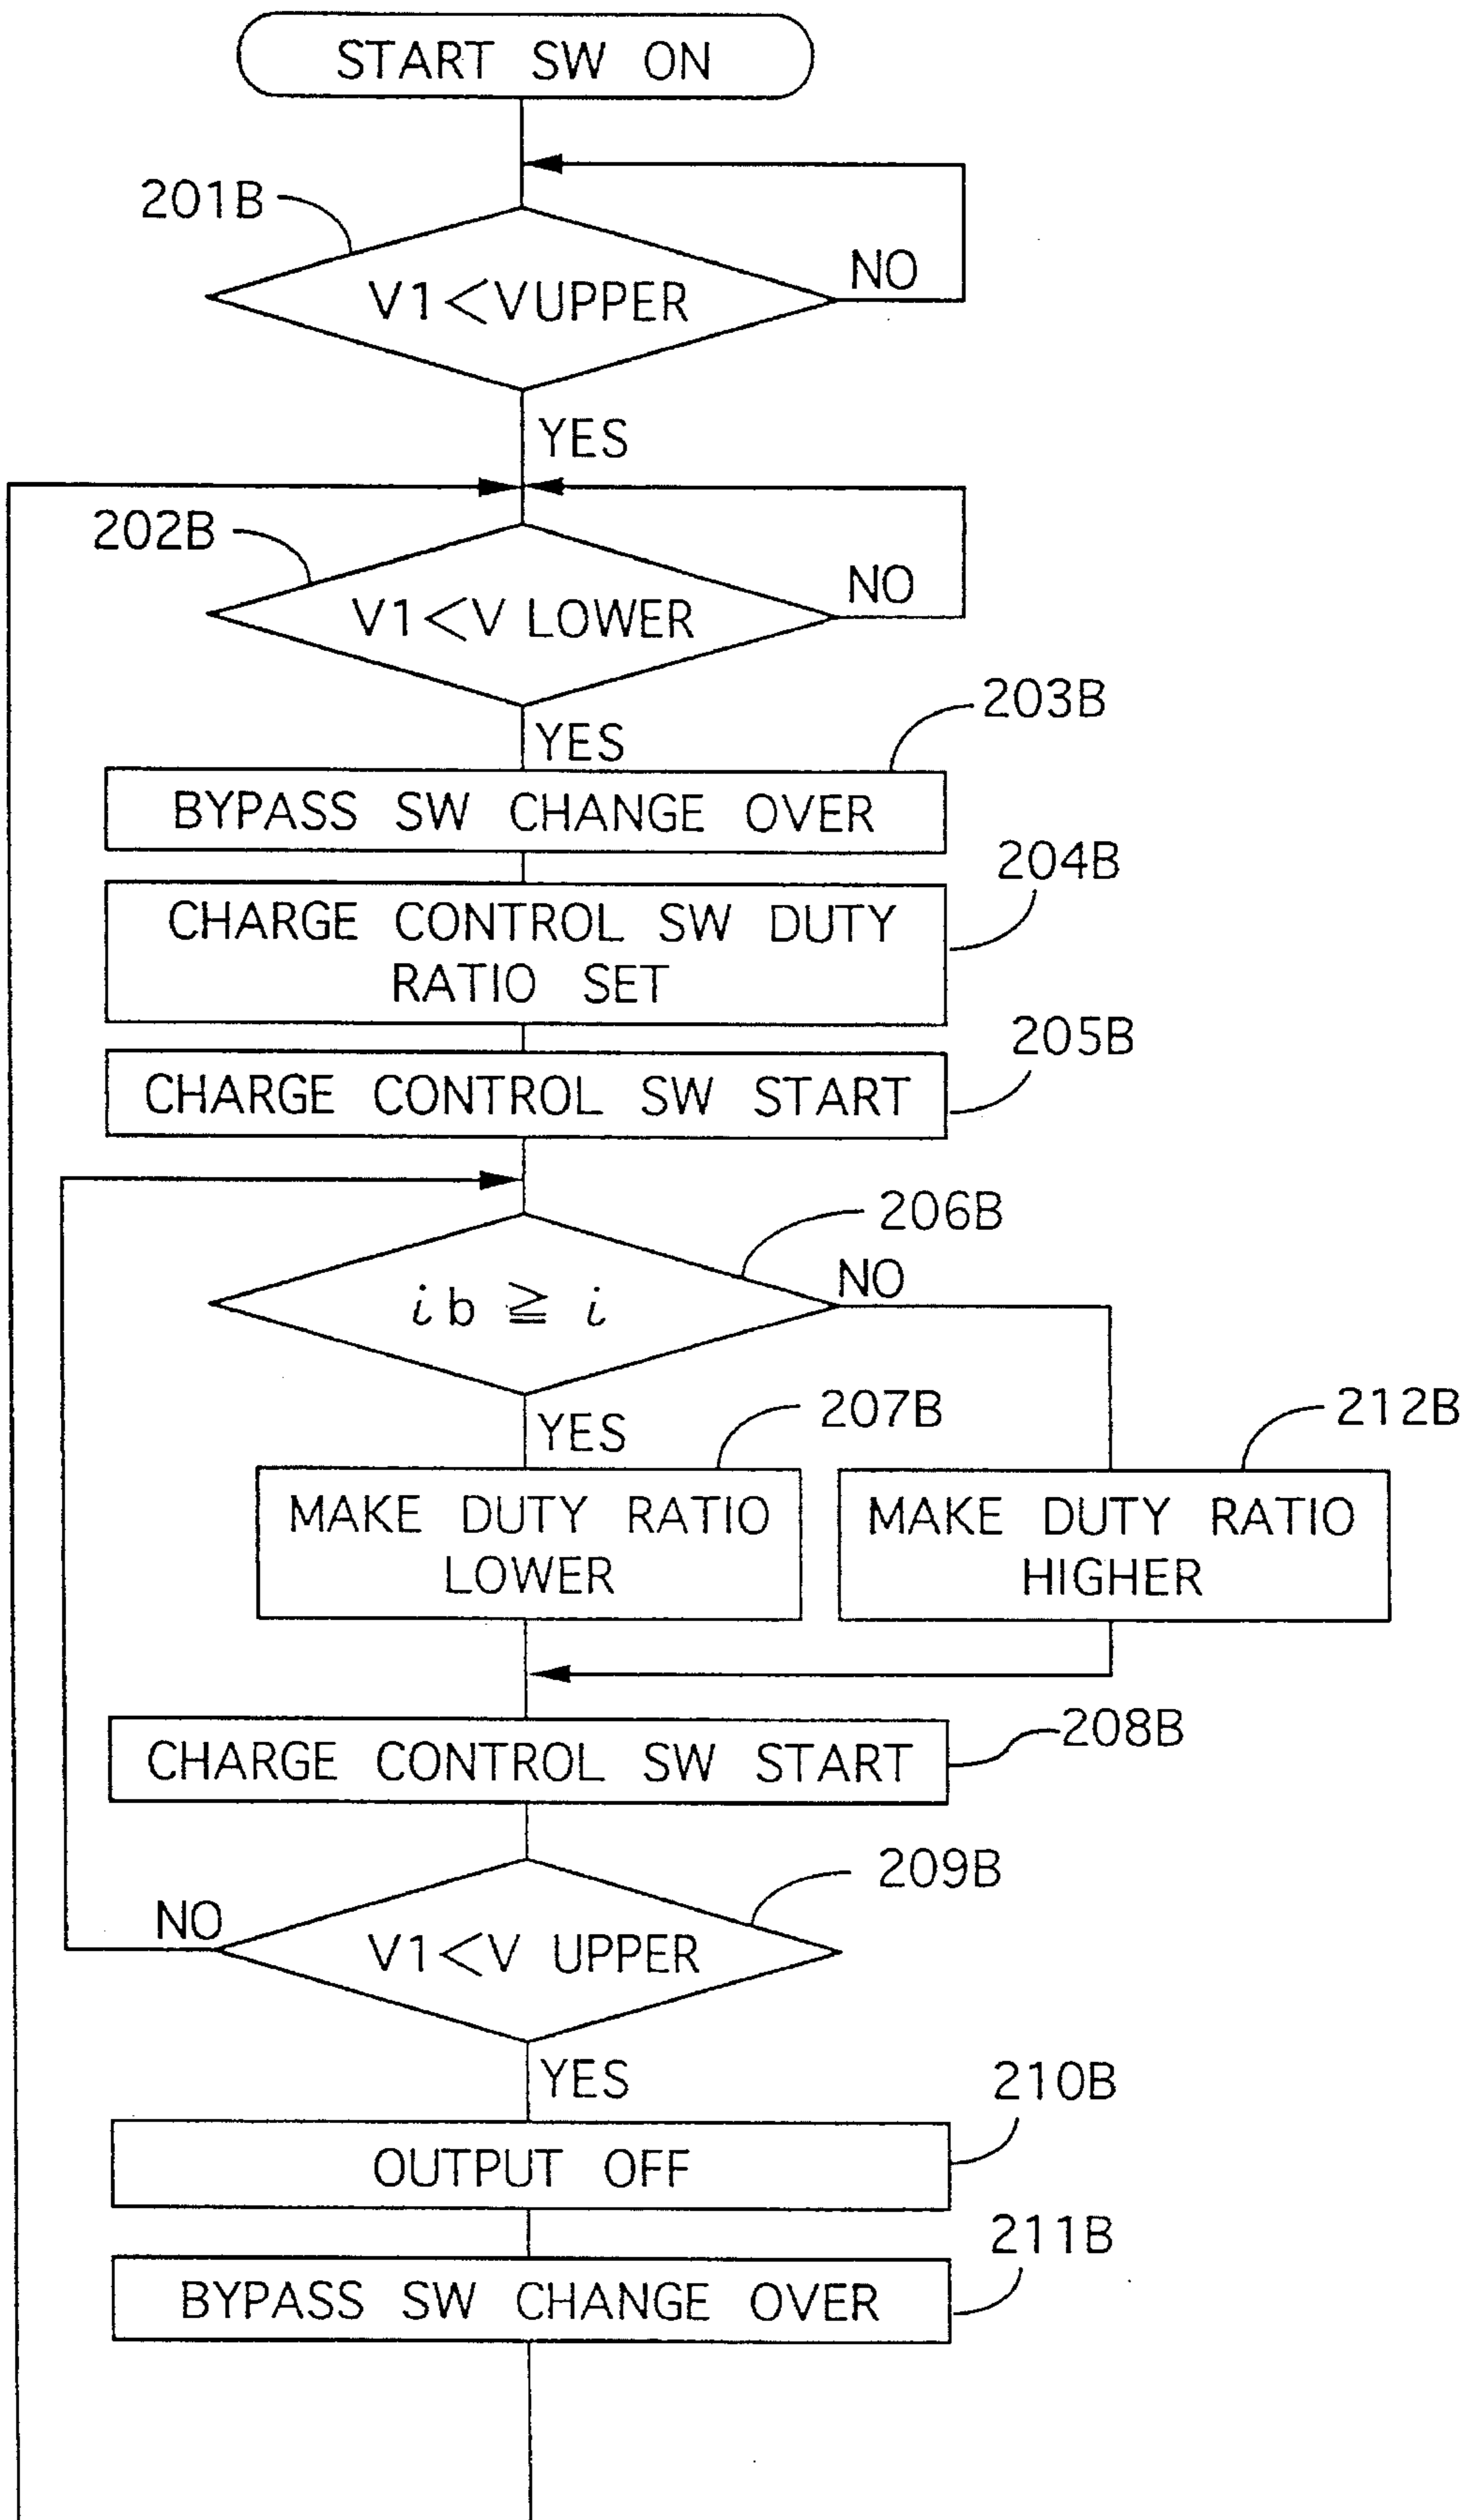 START SW ON
201B
V1<VUPPER
NO
YES
202B
V1<V LOWER
NO
YES
203B
BYPASS SW CHANGE OVER
204B
CHARGE CONTROL SW DUTY
RATIO SET
205B
CHARGE CONTROL SW START
206B
ib ≧ i
NO
YES
207B
212B
MAKE DUTY RATIO
LOWER
MAKE DUTY RATIO
HIGHER
208B
CHARGE CONTROL SW START
209B
NO
V1<V UPPER
YES
210B
OUTPUT OFF
211B
BYPASS SW CHANGE OVER